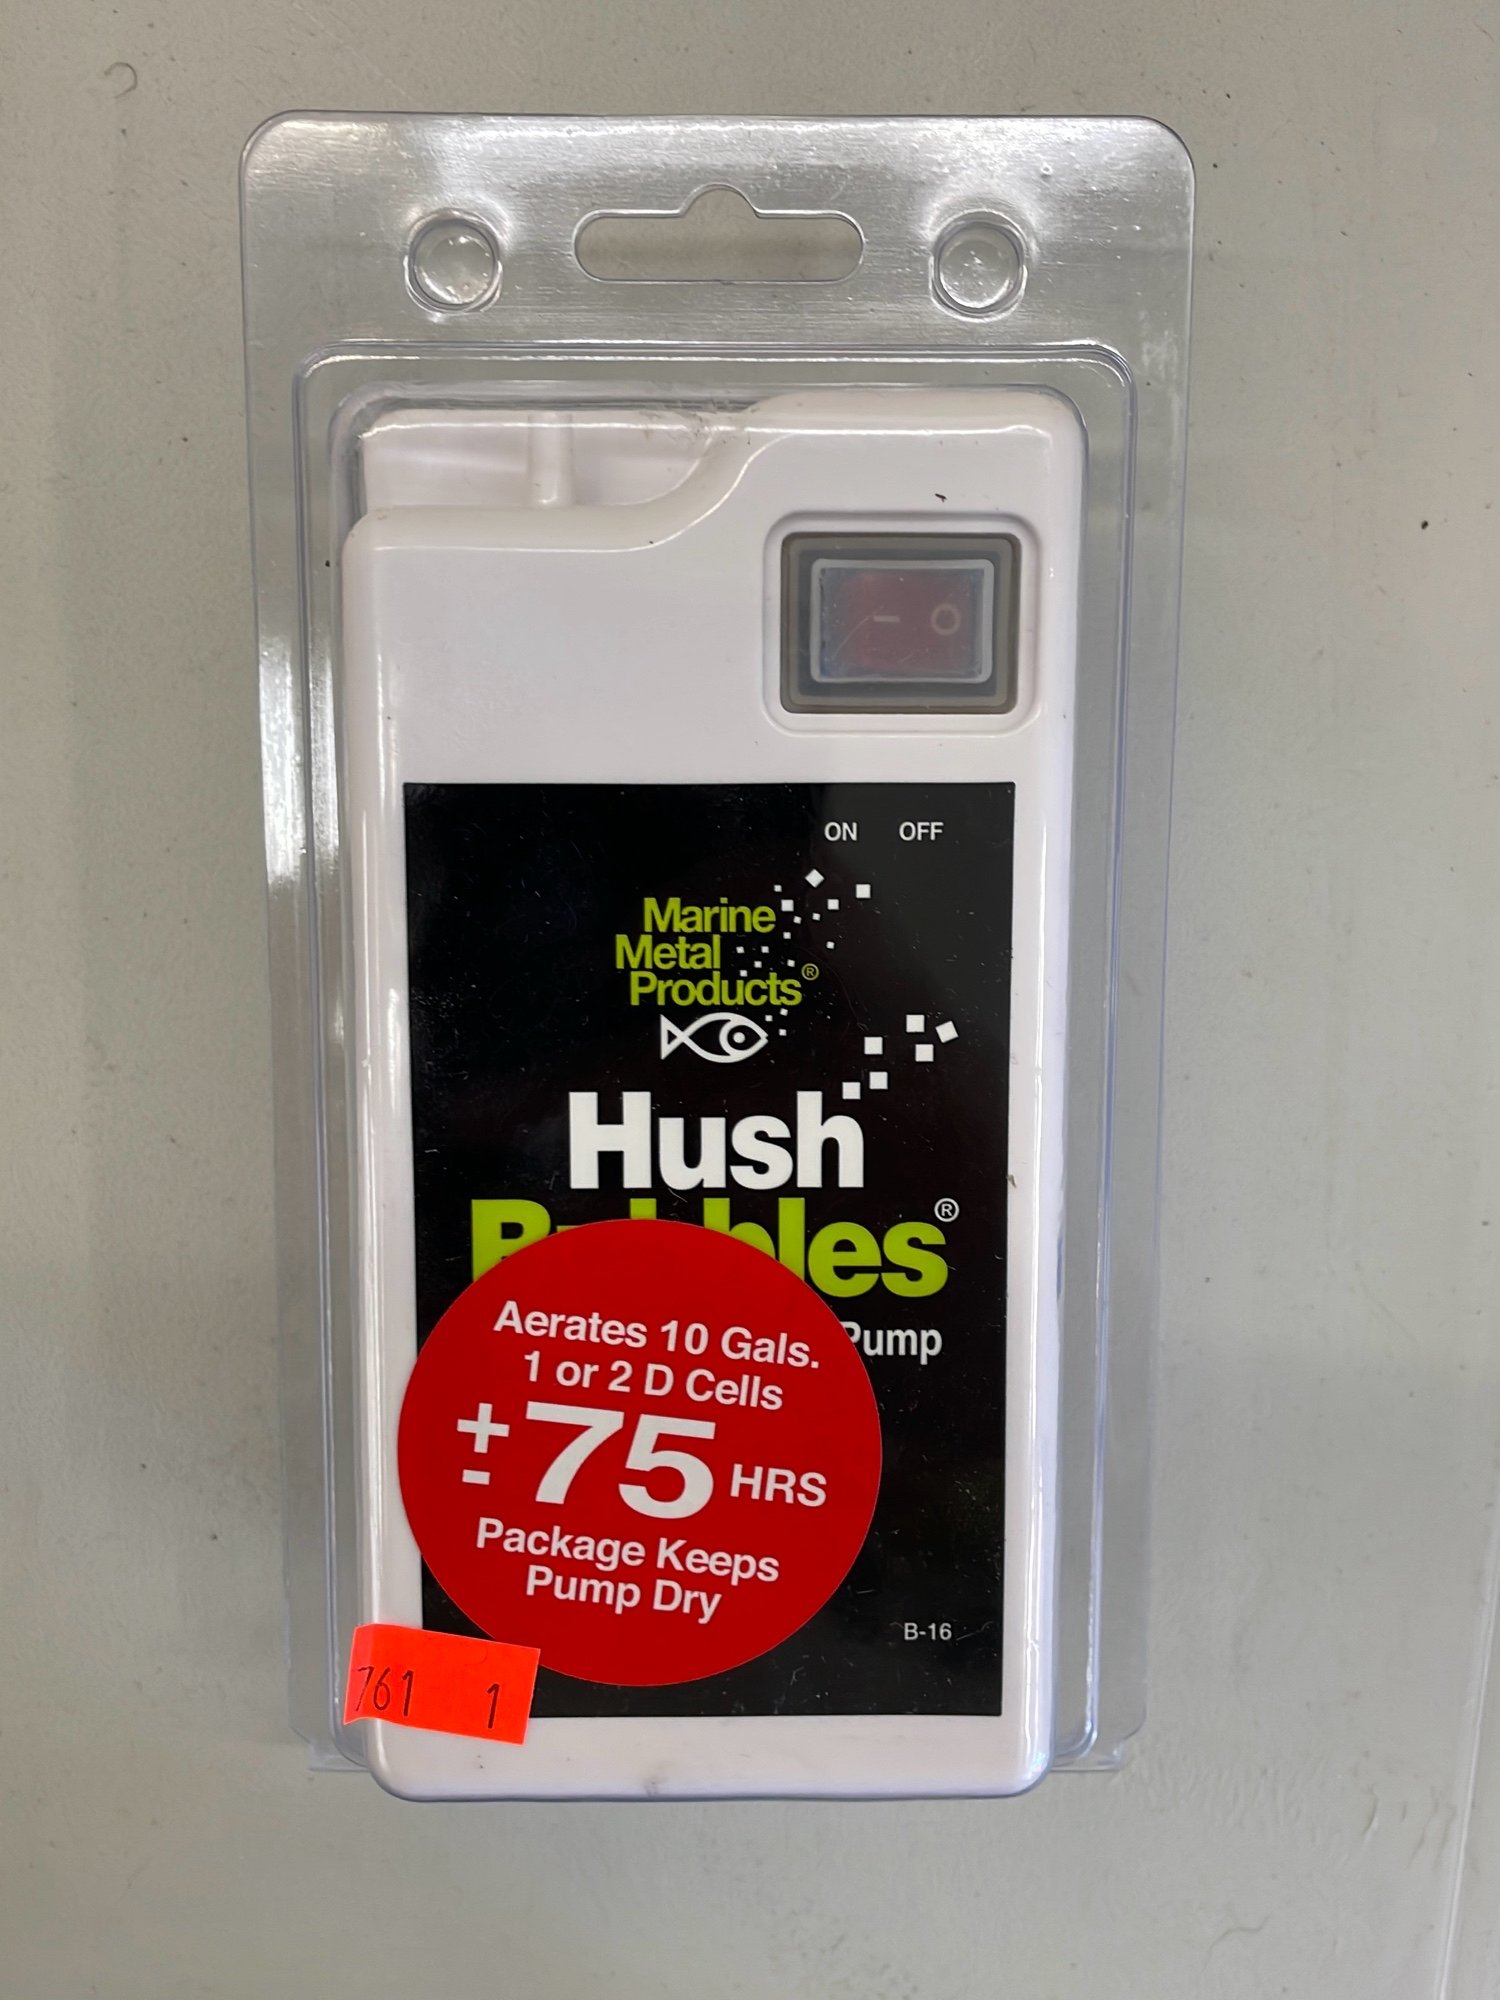 - O
ON OFF
Marine
Metal
Products®
Hush
Bubbles®
Pump
Aerates 10 Gals.
1 or 2 D Cells
+
- 75 HRS
Package Keeps
Pump Dry
B-16
761 1